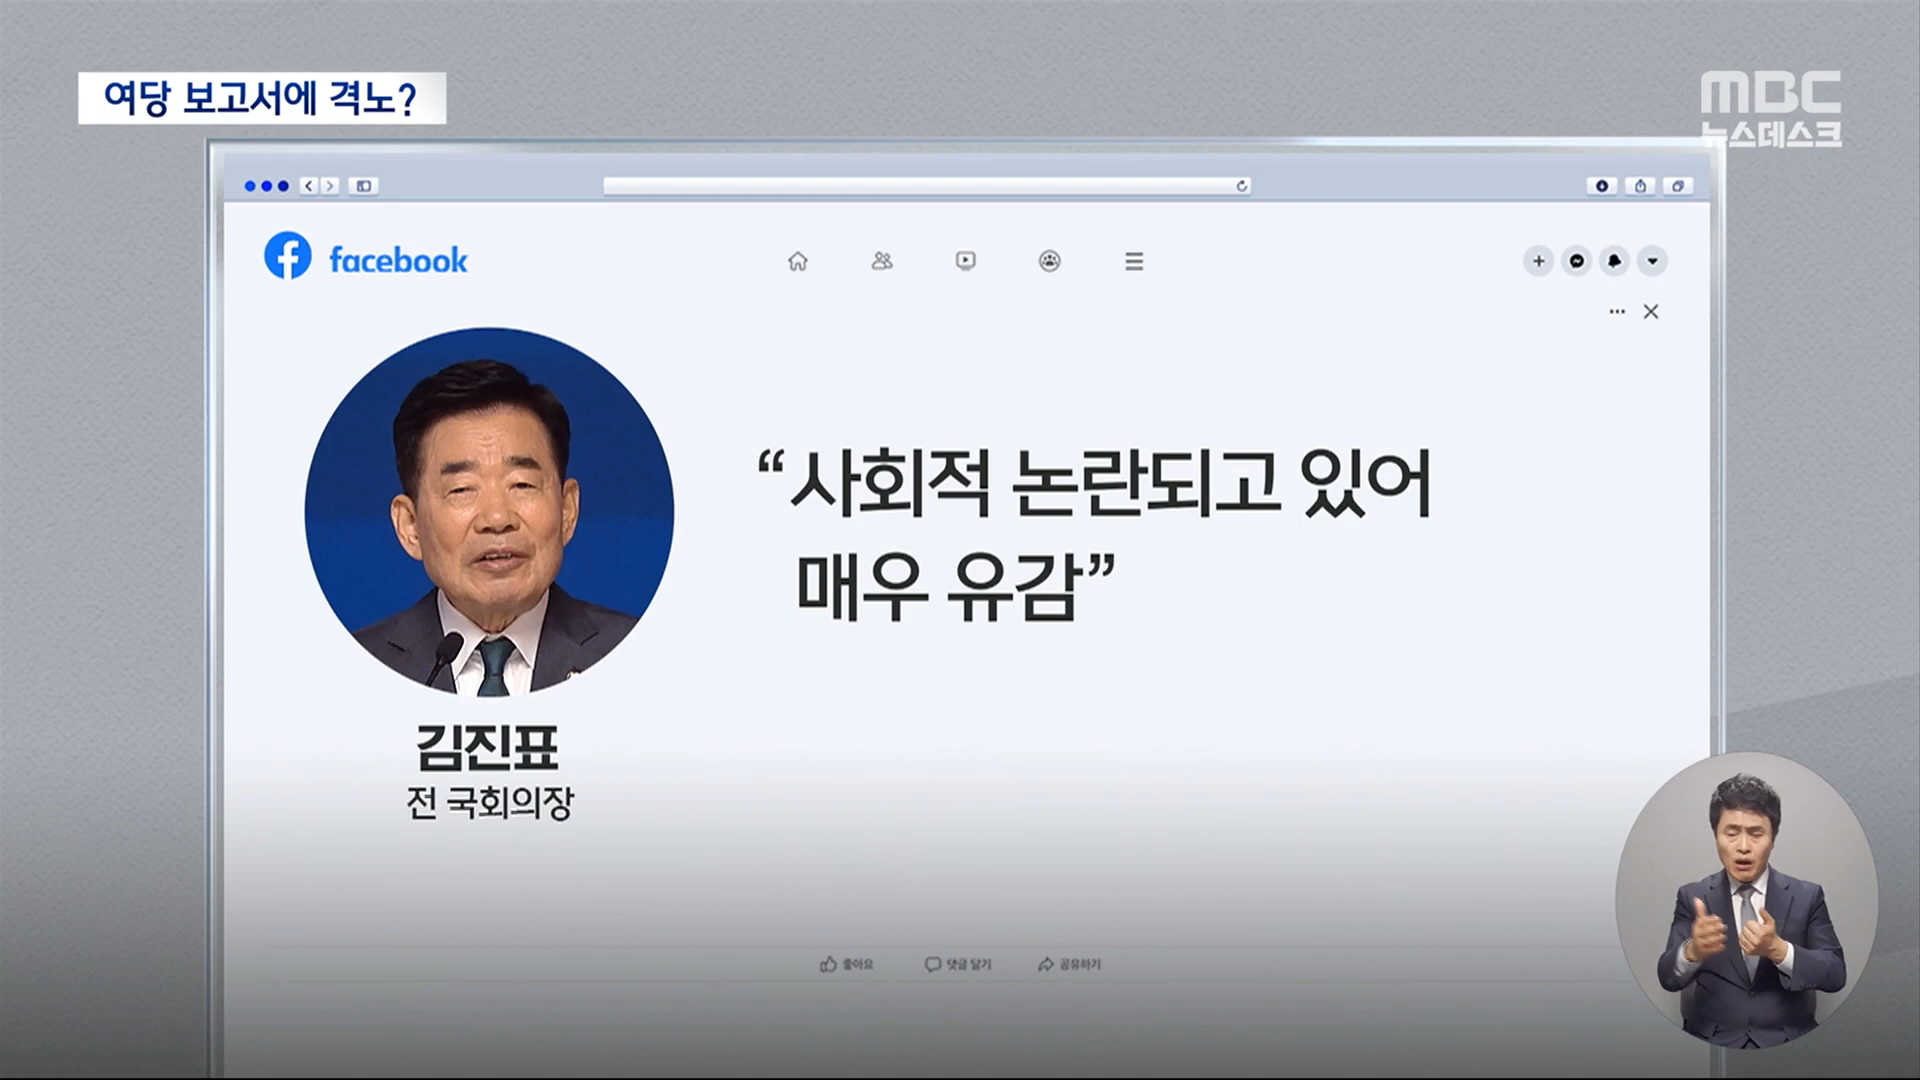 여당 보고서에 격노?
MBC
뉴스데스크
facebook
“사회적 논란되고 있어
매우 유감”
김진표
전 국회의장
좋아요 댓글 달기 공유하기